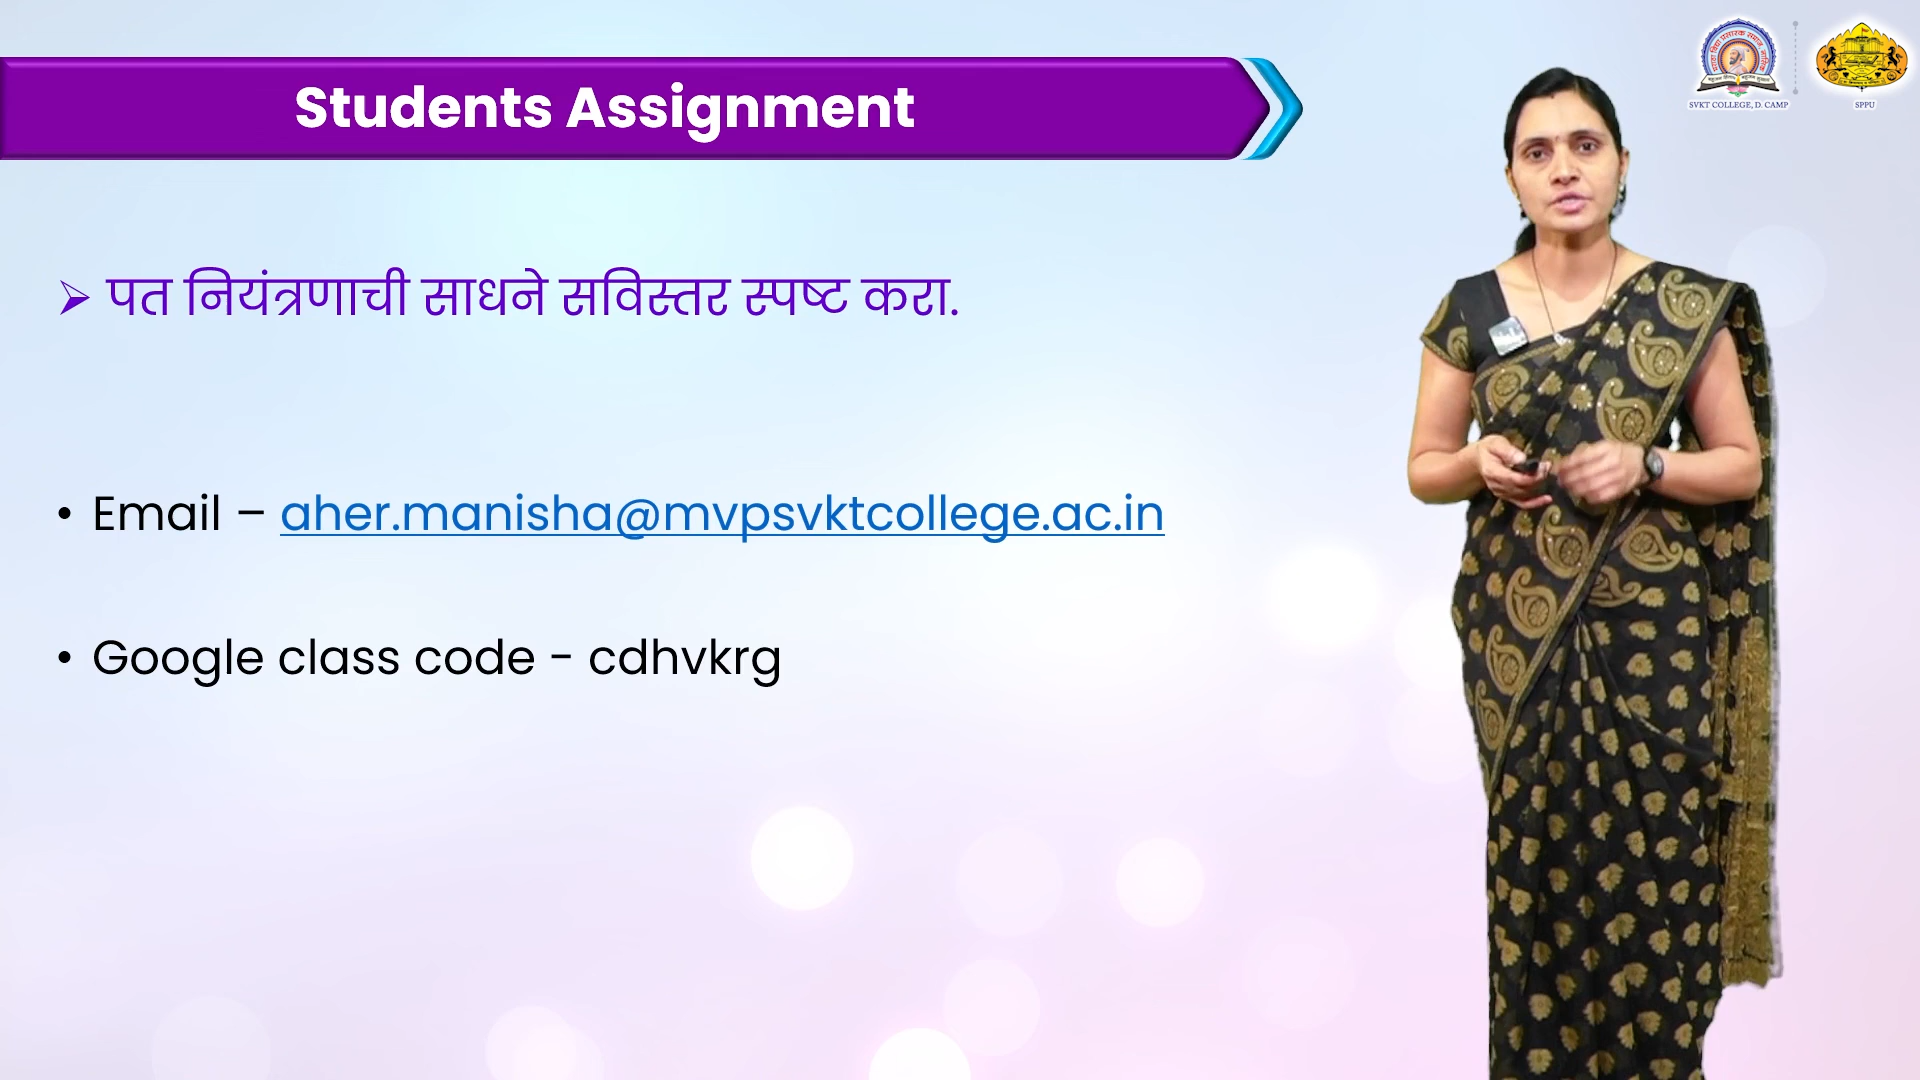 Students Assignment
SVKT COLLEGE, D. CAMP
SPPU
➢ पत नियंत्रणाची साधने सविस्तर स्पष्ट करा.
• Email – aher.manisha@mvpsvktcollege.ac.in
• Google class code - cdhvkrg